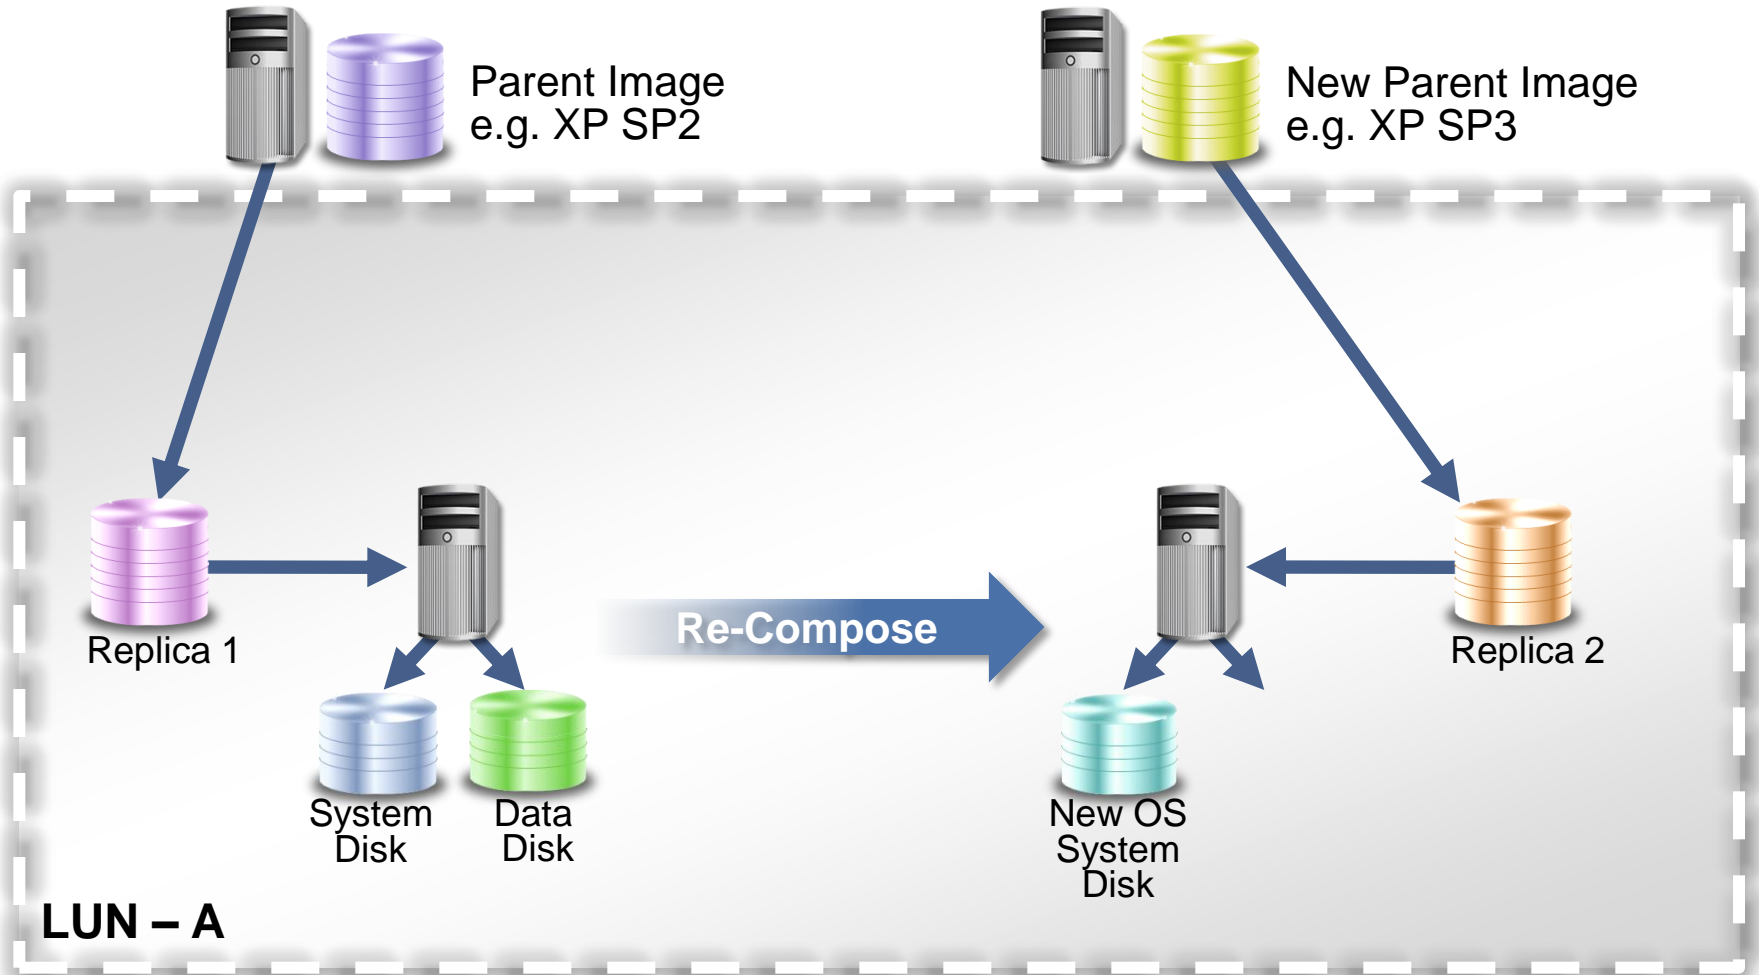 Parent Image
e.g. XP SP2
New Parent Image
e.g. XP SP3
Replica 1
Re-Compose
Replica 2
System
Disk
Data
Disk
New OS
System
Disk
LUN – A